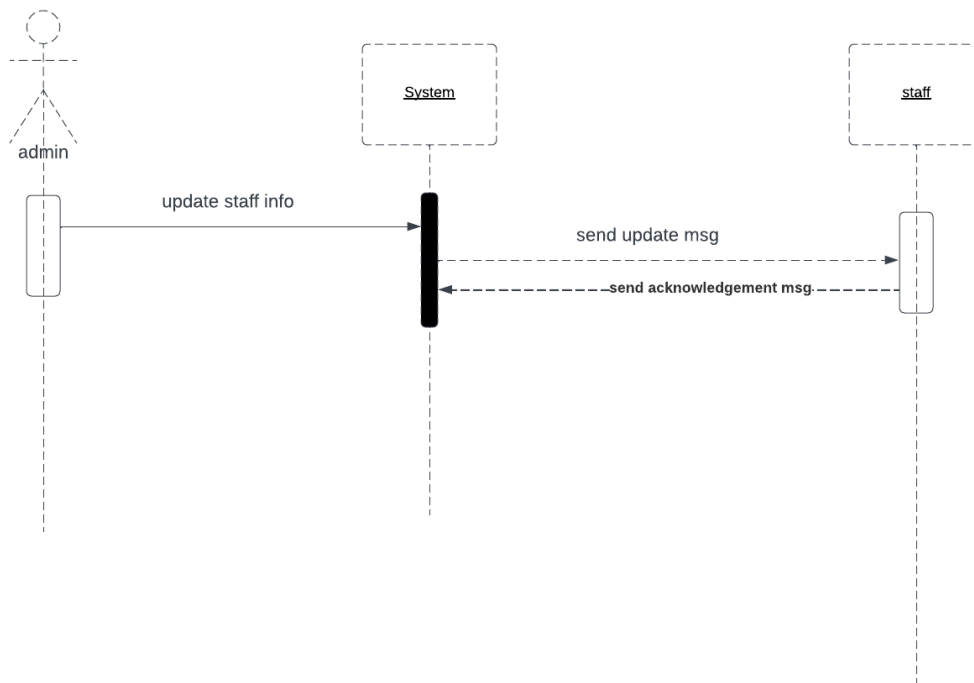 System
staff
admin
update staff info
send update msg
send acknowledgement msg